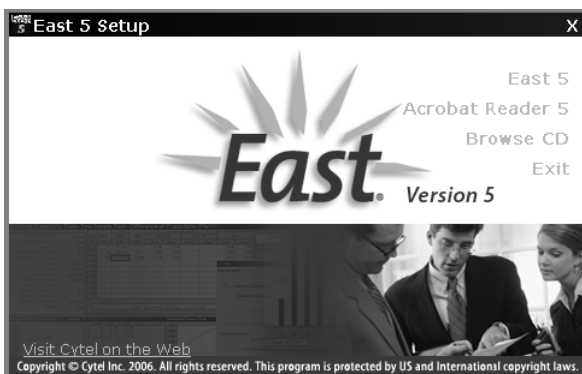 East 5 Setup X
East 5
Acrobat Reader 5
Browse CD
Exit
East®
Version 5
Visit Cytel on the Web
Copyright © Cytel Inc. 2006. All rights reserved. This program is protected by US and International copyright laws.